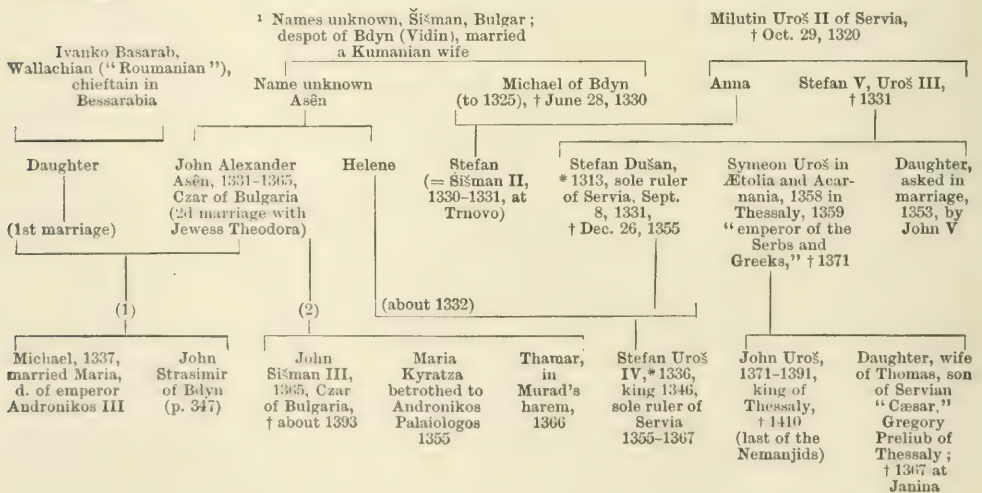 ¹ Names unknown, Šišman, Bulgar ;
despot of Bdyn (Vidin), married
a Kumanian wife
Milutin Uroš II of Servia,
† Oct. 29, 1320
Ivanko Basarab,
Wallachian (“ Roumanian ”),
chieftain in
Bessarabia
Name unknown
Asên
Michael of Bdyn
(to 1325), † June 28, 1330
Anna
Stefan V, Uroš III,
† 1331
Daughter
(1st marriage)
John Alexander
Asên, 1331-1365,
Czar of Bulgaria
(2d marriage with
Jewess Theodora)
Helene
Stefan
(= Šišman II,
1330-1331, at
Trnovo)
Stefan Dušan,
* 1313, sole ruler
of Servia, Sept.
8, 1331,
† Dec. 26, 1355
Symeon Uroš in
Ætolia and Acar-
nania, 1358 in
Thessaly, 1359
“ emperor of the
Serbs and
Greeks,” † 1371
Daughter,
asked in
marriage,
1353, by
John V
(1)
(2)
(about 1332)
Michael, 1337,
married Maria,
d. of emperor
Andronikos III
John
Strasimir
of Bdyn
(p. 347)
John
Šišman III,
1365, Czar
of Bulgaria,
† about 1393
Maria
Kyratza
betrothed to
Andronikos
Palaiologos
1355
Thamar,
in
Murad's
harem,
1366
Stefan Uroš
IV, * 1336,
king 1346,
sole ruler of
Servia
1355-1367
John Uroš,
1371-1391,
king of
Thessaly,
† 1410
(last of the
Nemanjids)
Daughter, wife
of Thomas, son
of Servian
“ Cæsar,”
Gregory
Preliub of
Thessaly ;
† 1367 at
Janina